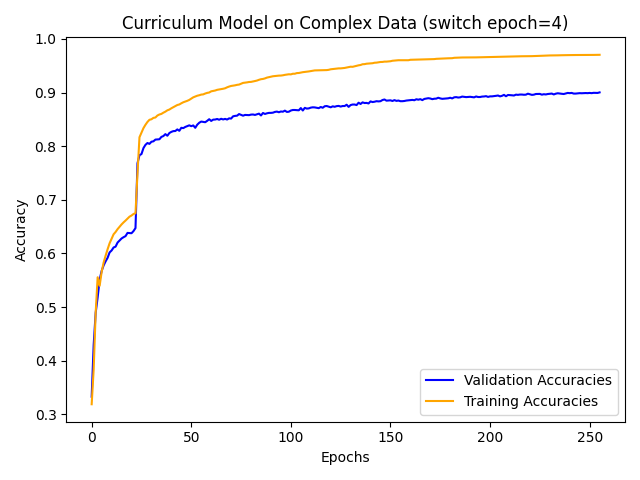 Curriculum Model on Complex Data (switch epoch=4)
Accuracy
1.0
0.9
0.8
0.7
0.6
0.5
0.4
0.3
0
50
100
150
200
250
Epochs
Validation Accuracies
Training Accuracies